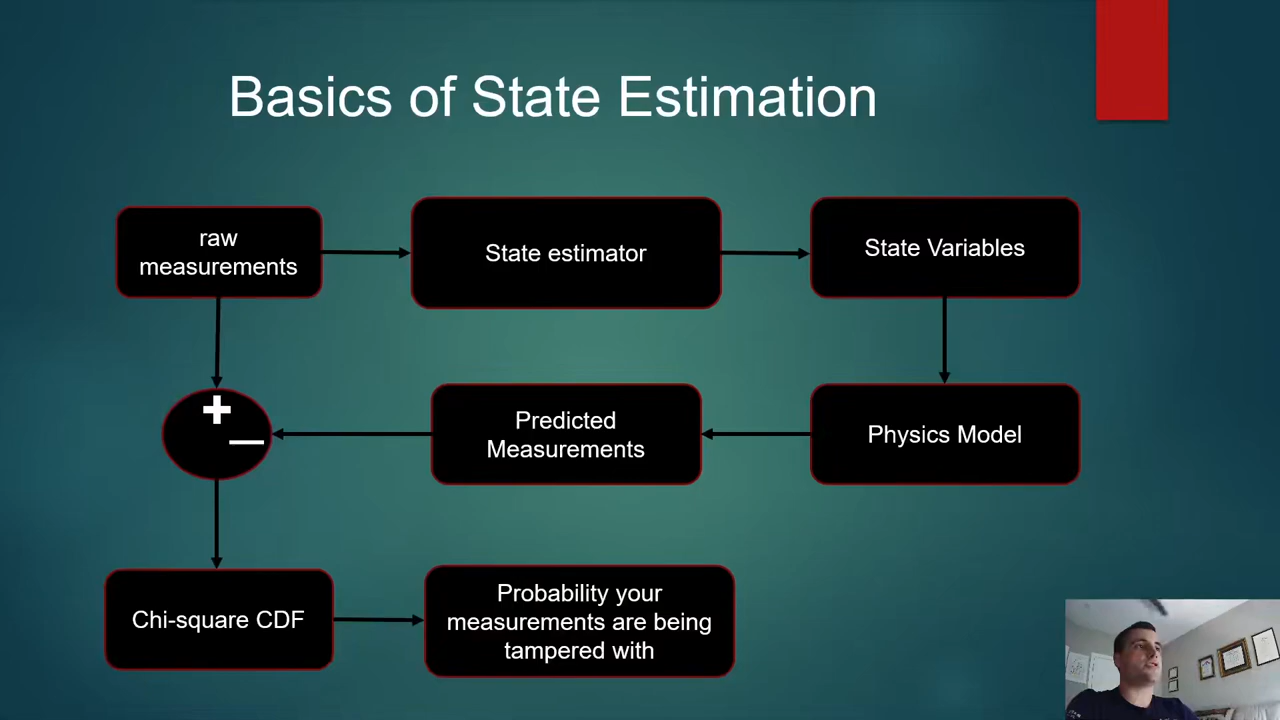 Basics of State Estimation
raw
measurements
State estimator
State Variables
+
_
Predicted
Measurements
Physics Model
Chi-square CDF
Probability your
measurements are being
tampered with